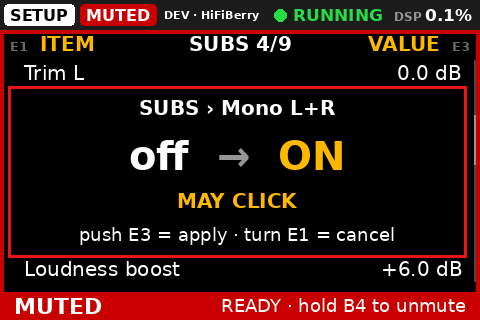 SETUP MUTED DEV · HiFiBerry RUNNING DSP 0.1%
E1 ITEM SUBS 4/9 VALUE E3
Trim L 0.0 dB
SUBS › Mono L+R
off → ON
MAY CLICK
push E3 = apply · turn E1 = cancel
Loudness boost +6.0 dB
MUTED READY · hold B4 to unmute